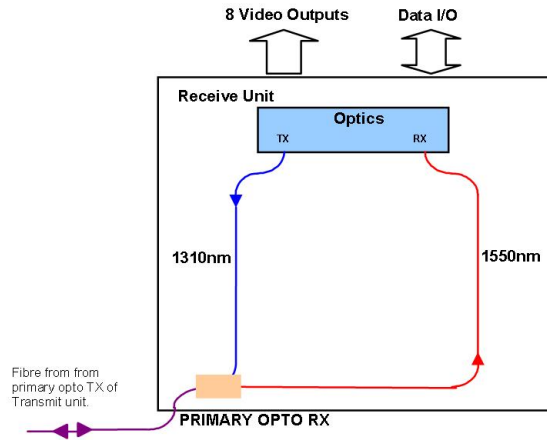 8 Video Outputs
Data I/O
Receive Unit
Optics
TX
RX
1310nm
1550nm
Fibre from from
primary opto TX of
Transmit unit.
PRIMARY OPTO RX